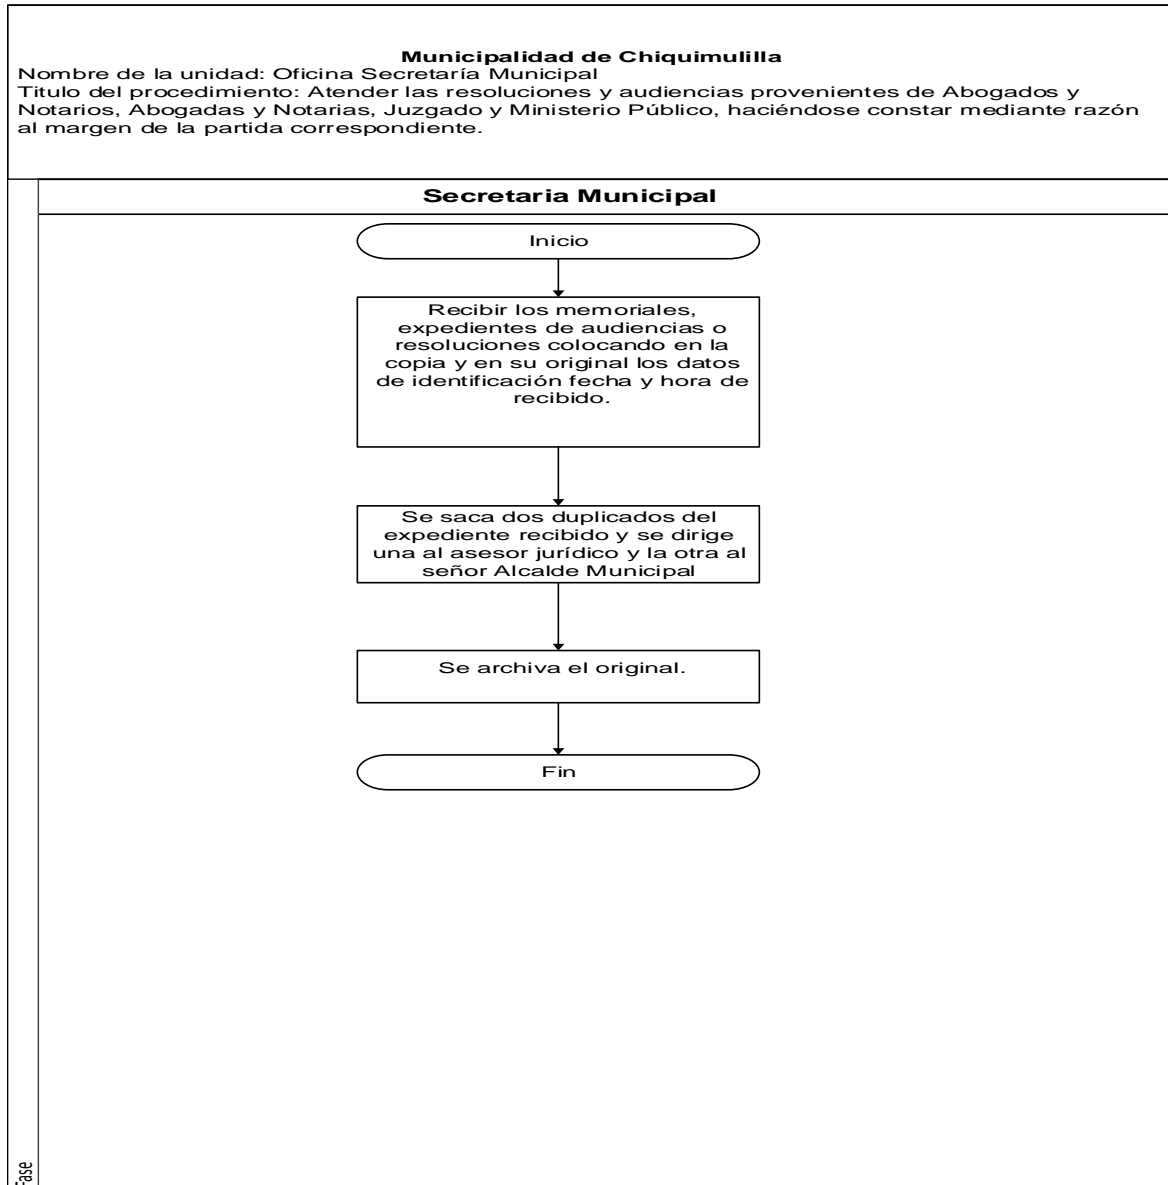 Municipalidad de Chiquimulilla
Nombre de la unidad: Oficina Secretaría Municipal
Titulo del procedimiento: Atender las resoluciones y audiencias provenientes de Abogados y
Notarios, Abogadas y Notarias, Juzgado y Ministerio Público, haciéndose constar mediante razón
al margen de la partida correspondiente.
Secretaria Municipal
Inicio
Recibir los memoriales,
expedientes de audiencias o
resoluciones colocando en la
copia y en su original los datos
de identificación fecha y hora de
recibido.
Se saca dos duplicados del
expediente recibido y se dirige
una al asesor jurídico y la otra al
señor Alcalde Municipal
Se archiva el original.
Fin
Fase